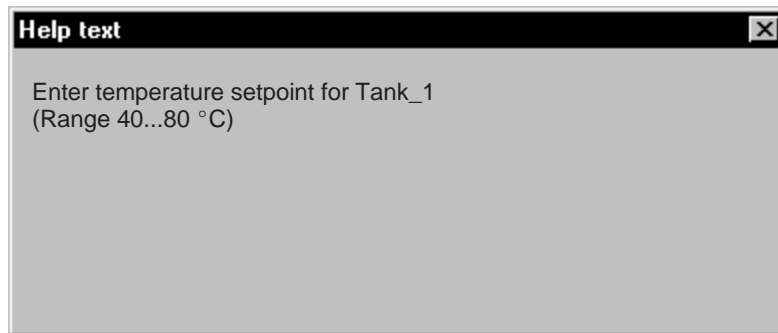 Help text
Enter temperature setpoint for Tank_1
(Range 40...80 °C)